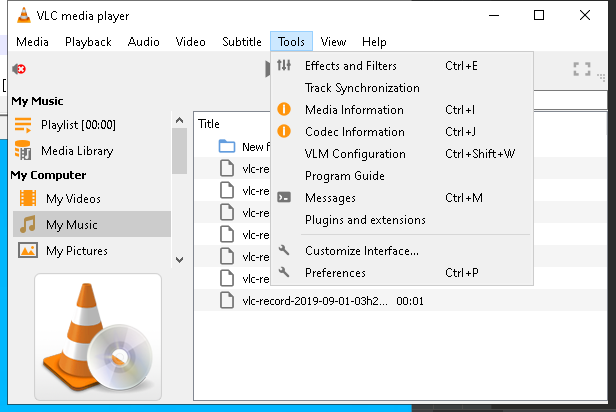 VLC media player
Media Playback Audio Video Subtitle Tools View Help
Effects and Filters Ctrl+E
Track Synchronization
Media Information Ctrl+I
Codec Information Ctrl+J
VLM Configuration Ctrl+Shift+W
Program Guide
Messages Ctrl+M
Plugins and extensions
Customize Interface...
Preferences Ctrl+P
My Music
Playlist [00:00]
Media Library
My Computer
My Videos
My Music
My Pictures
Title
New f
vlc-re
vlc-re
vlc-re
vlc-re
vlc-re
vlc-re
vlc-record-2019-09-01-03h2... 00:01